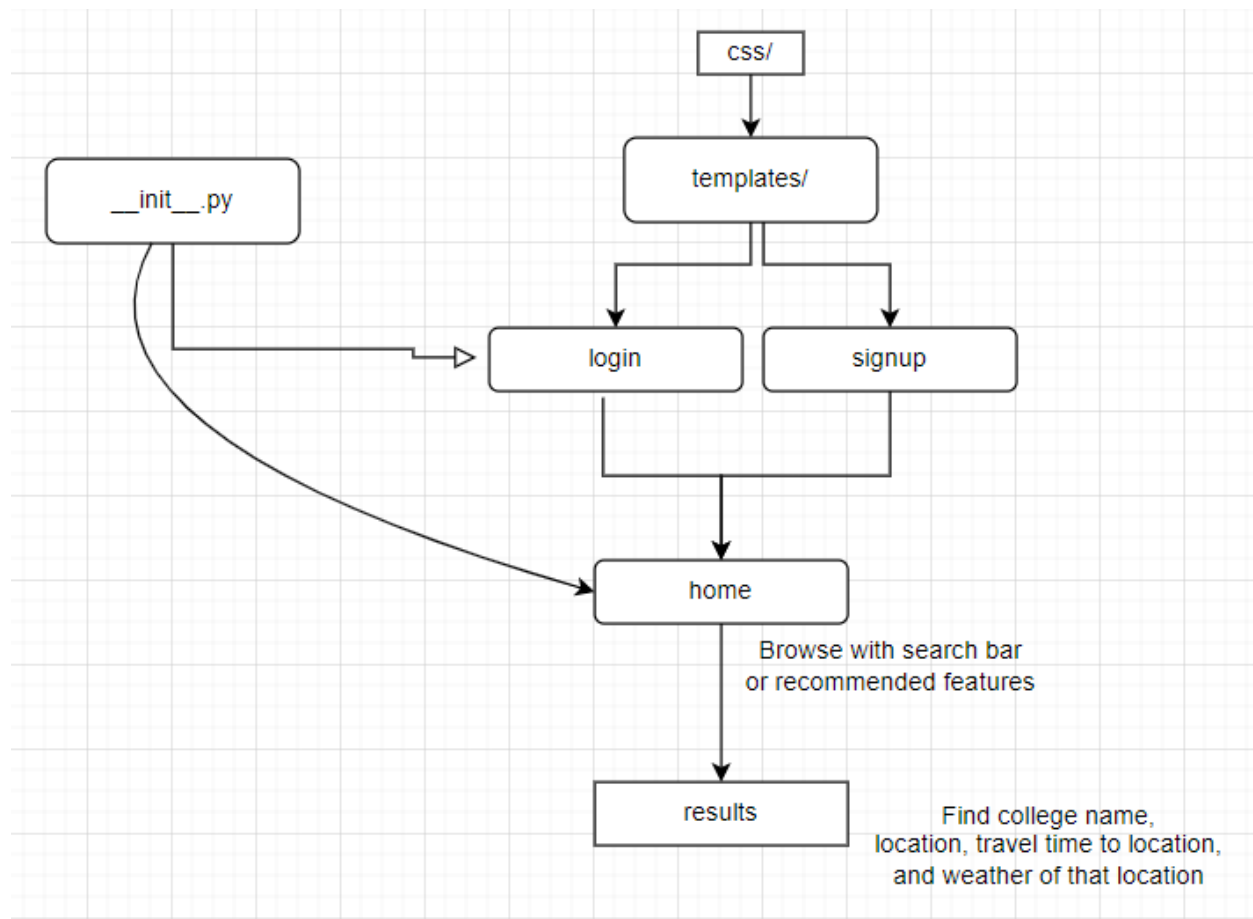 css/
templates/
__init__.py
login
signup
home
Browse with search bar
or recommended features
results
Find college name,
location, travel time to location,
and weather of that location